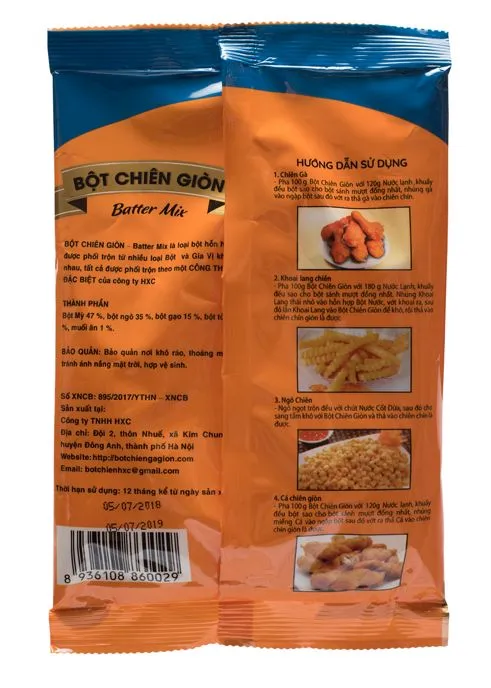 BỘT CHIÊN GIÒN
Batter Mix
BỘT CHIÊN GIÒN – Batter Mix là loại bột hỗn
được phối trộn từ nhiều loại Bột và Gia Vị
nhau, tất cả được phối trộn theo một CÔNG
ĐẶC BIỆT của công ty HXC
THÀNH PHẦN
Bột Mỳ 47 %, bột ngô 35 %, bột gạo 15 %, bột
%, muối ăn 1 %.
BẢO QUẢN: Bảo quản nơi khô ráo, thoáng
tránh ánh nắng mặt trời, hợp vệ sinh.
Số XNCB: 895/2017/YTHN – XNCB
Sản xuất tại:
Công ty TNHH HXC
Địa chỉ: Đội 2, thôn Nhuế, xã Kim
huyện Đông Anh, thành phố Hà Nội
Website: http://botchiengagion.com
Email: botchienhxc@gmail.com
Thời hạn sử dụng: 12 tháng kể từ ngày sản
05/07/2018
05/07/2019
8 936108 860029
HƯỚNG DẪN SỬ DỤNG
1. Chiên Gà
- Pha 100 g Bột Chiên Giòn với 120g Nước lạnh, khuấy
đều bột sao cho bột sánh mượt đồng nhất, nhúng gà
vào ngập bột sau đó vớt ra thả gà vào chiên chín.
2. Khoai lang chiên
- Pha 100g Bột Chiên Giòn với 180 g Nước Lạnh, khuấy
đều sao cho bột sánh mượt đồng nhất. Nhúng Khoai
Lang thái nhỏ vào hỗn hợp Bột Nước, vớt khoai ra, sau
đó lăn Khoai Lang vào Bột Chiên Giòn để khô, rồi thả vào
chiên chín giòn là được.
3. Ngô Chiên
- Ngô ngọt trộn đều với chút Nước Cốt Dừa, sau đó cho
sang tẩm khô với Bột Chiên Giòn và thả vào chiên chín là
được.
4. Cá chiên giòn
- Pha 100 g Bột Chiên Giòn với 120g Nước lạnh, khuấy
đều bột sao cho bột sánh mượt đồng nhất, nhúng
miếng Cá vào ngập bột sau đó vớt ra thả Cá vào chiên
chín giòn là được